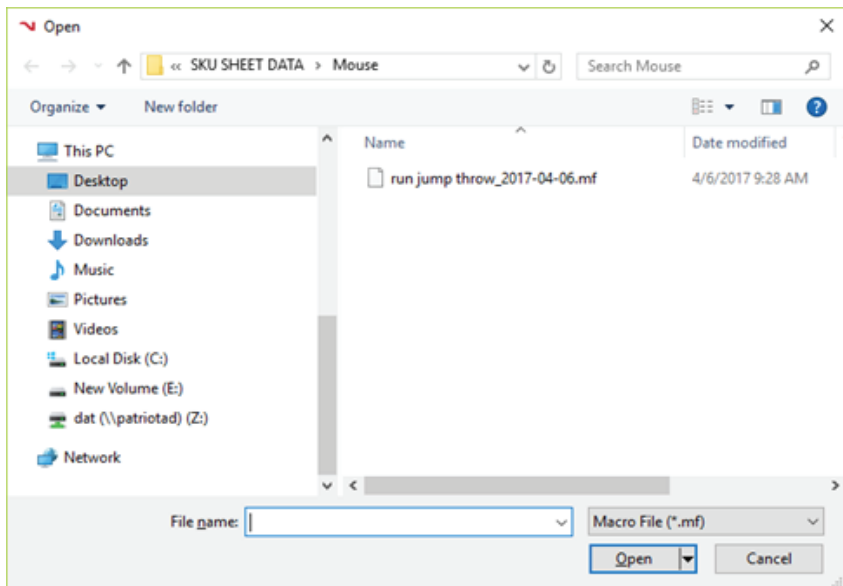 Open
« SKU SHEET DATA > Mouse
Search Mouse
Organize
New folder
Name
Date modified
This PC
Desktop
Documents
Downloads
Music
Pictures
Videos
Local Disk (C:)
New Volume (E:)
dat (\\patriotad) (Z:)
Network
run jump throw_2017-04-06.mf
4/6/2017 9:28 AM
File name:
Macro File (*.mf)
Open
Cancel